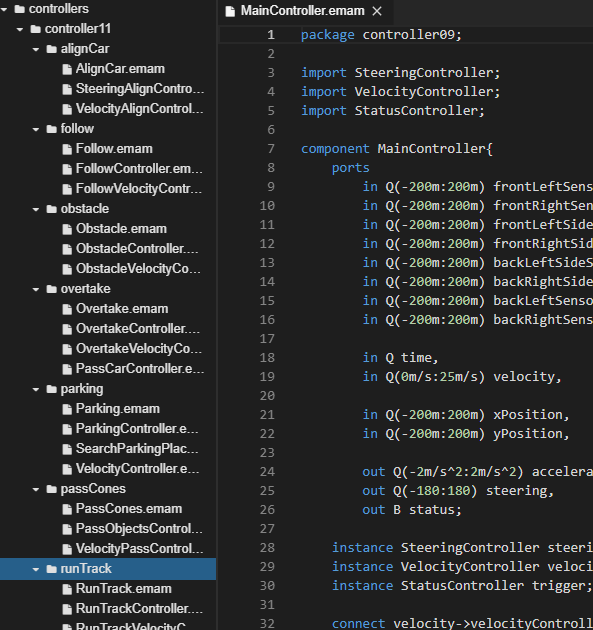 controllers
controller11
alignCar
AlignCar.emam
SteeringAlignContro...
VelocityAlignControl...
follow
Follow.emam
FollowController.em...
FollowVelocityContr...
obstacle
Obstacle.emam
ObstacleController....
ObstacleVelocityCo...
overtake
Overtake.emam
OvertakeController....
OvertakeVelocityCo...
PassCarController.e...
parking
Parking.emam
ParkingController.e...
SearchParkingPlac...
VelocityController.e...
passCones
PassCones.emam
PassObjectsControl...
VelocityPassControl...
runTrack
RunTrack.emam
RunTrackController....
RunTrackVelocityC...
MainController.emam ×
1 package controller09;
2
3 import SteeringController;
4 import VelocityController;
5 import StatusController;
6
7 component MainController{
8 ports
9 in Q(-200m:200m) frontLeftSens
10 in Q(-200m:200m) frontRightSen
11 in Q(-200m:200m) frontLeftSide
12 in Q(-200m:200m) frontRightSid
13 in Q(-200m:200m) backLeftSideS
14 in Q(-200m:200m) backRightSide
15 in Q(-200m:200m) backLeftSenso
16 in Q(-200m:200m) backRightSens
17
18 in Q time,
19 in Q(0m/s:25m/s) velocity,
20
21 in Q(-200m:200m) xPosition,
22 in Q(-200m:200m) yPosition,
23
24 out Q(-2m/s^2:2m/s^2) accelera
25 out Q(-180:180) steering,
26 out B status;
27
28 instance SteeringController steeri
29 instance VelocityController veloci
30 instance StatusController trigger;
31
32 connect velocity->velocityControll